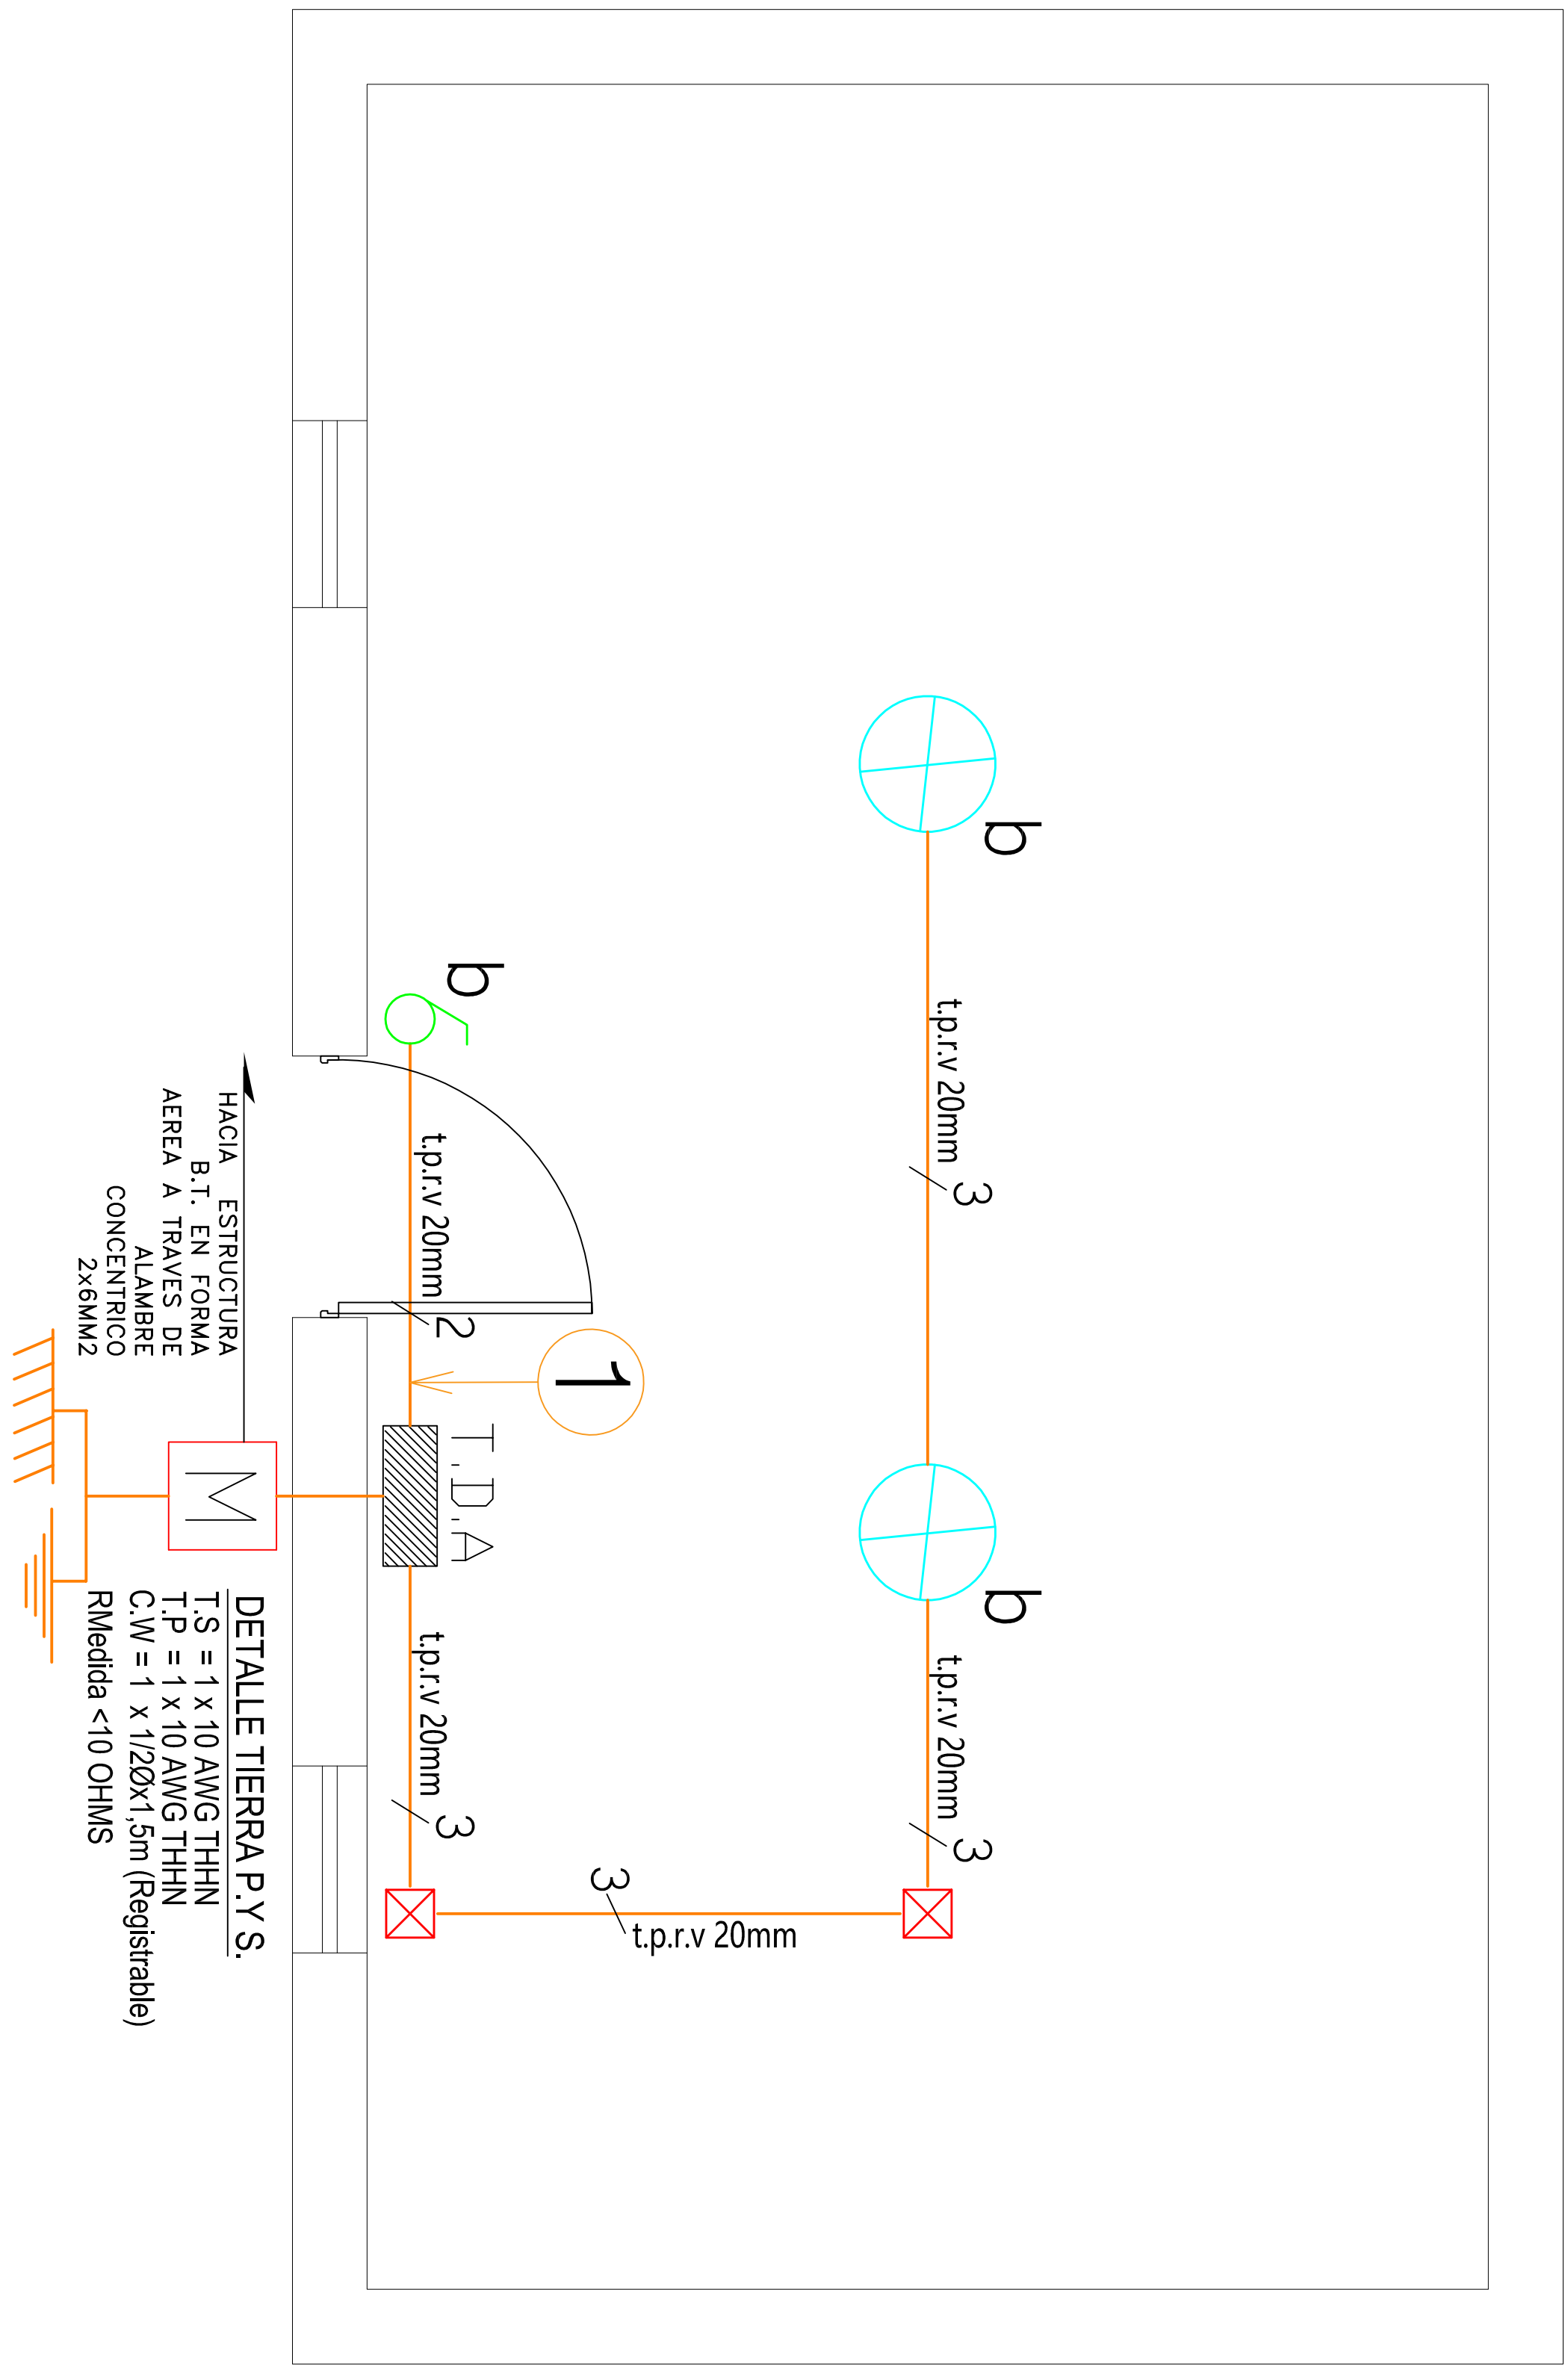 b
t.p.r.v 20mm
3
b
t.p.r.v 20mm
3
3
t.p.r.v 20mm
1
b
t.p.r.v 20mm
2
T.D.A
t.p.r.v 20mm
3
HACIA ESTRUCTURA
B.T. EN FORMA
AEREA A TRAVES DE
ALAMBRE
CONCENTRICO
2x6MM2
M
DETALLE TIERRA P.Y S.
T.S = 1 x 10 AWG THHN
T.P = 1 x 10 AWG THHN
C.W = 1 x 1/2Øx1,5m (Registrable)
RMedida <10 OHMS